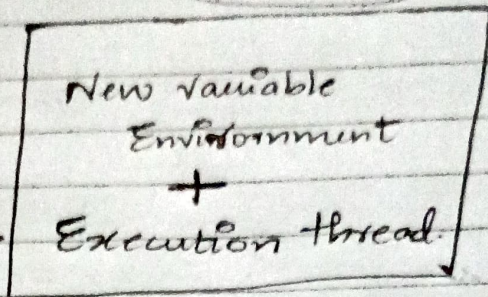 New variable
Environment
+
Execution thread.